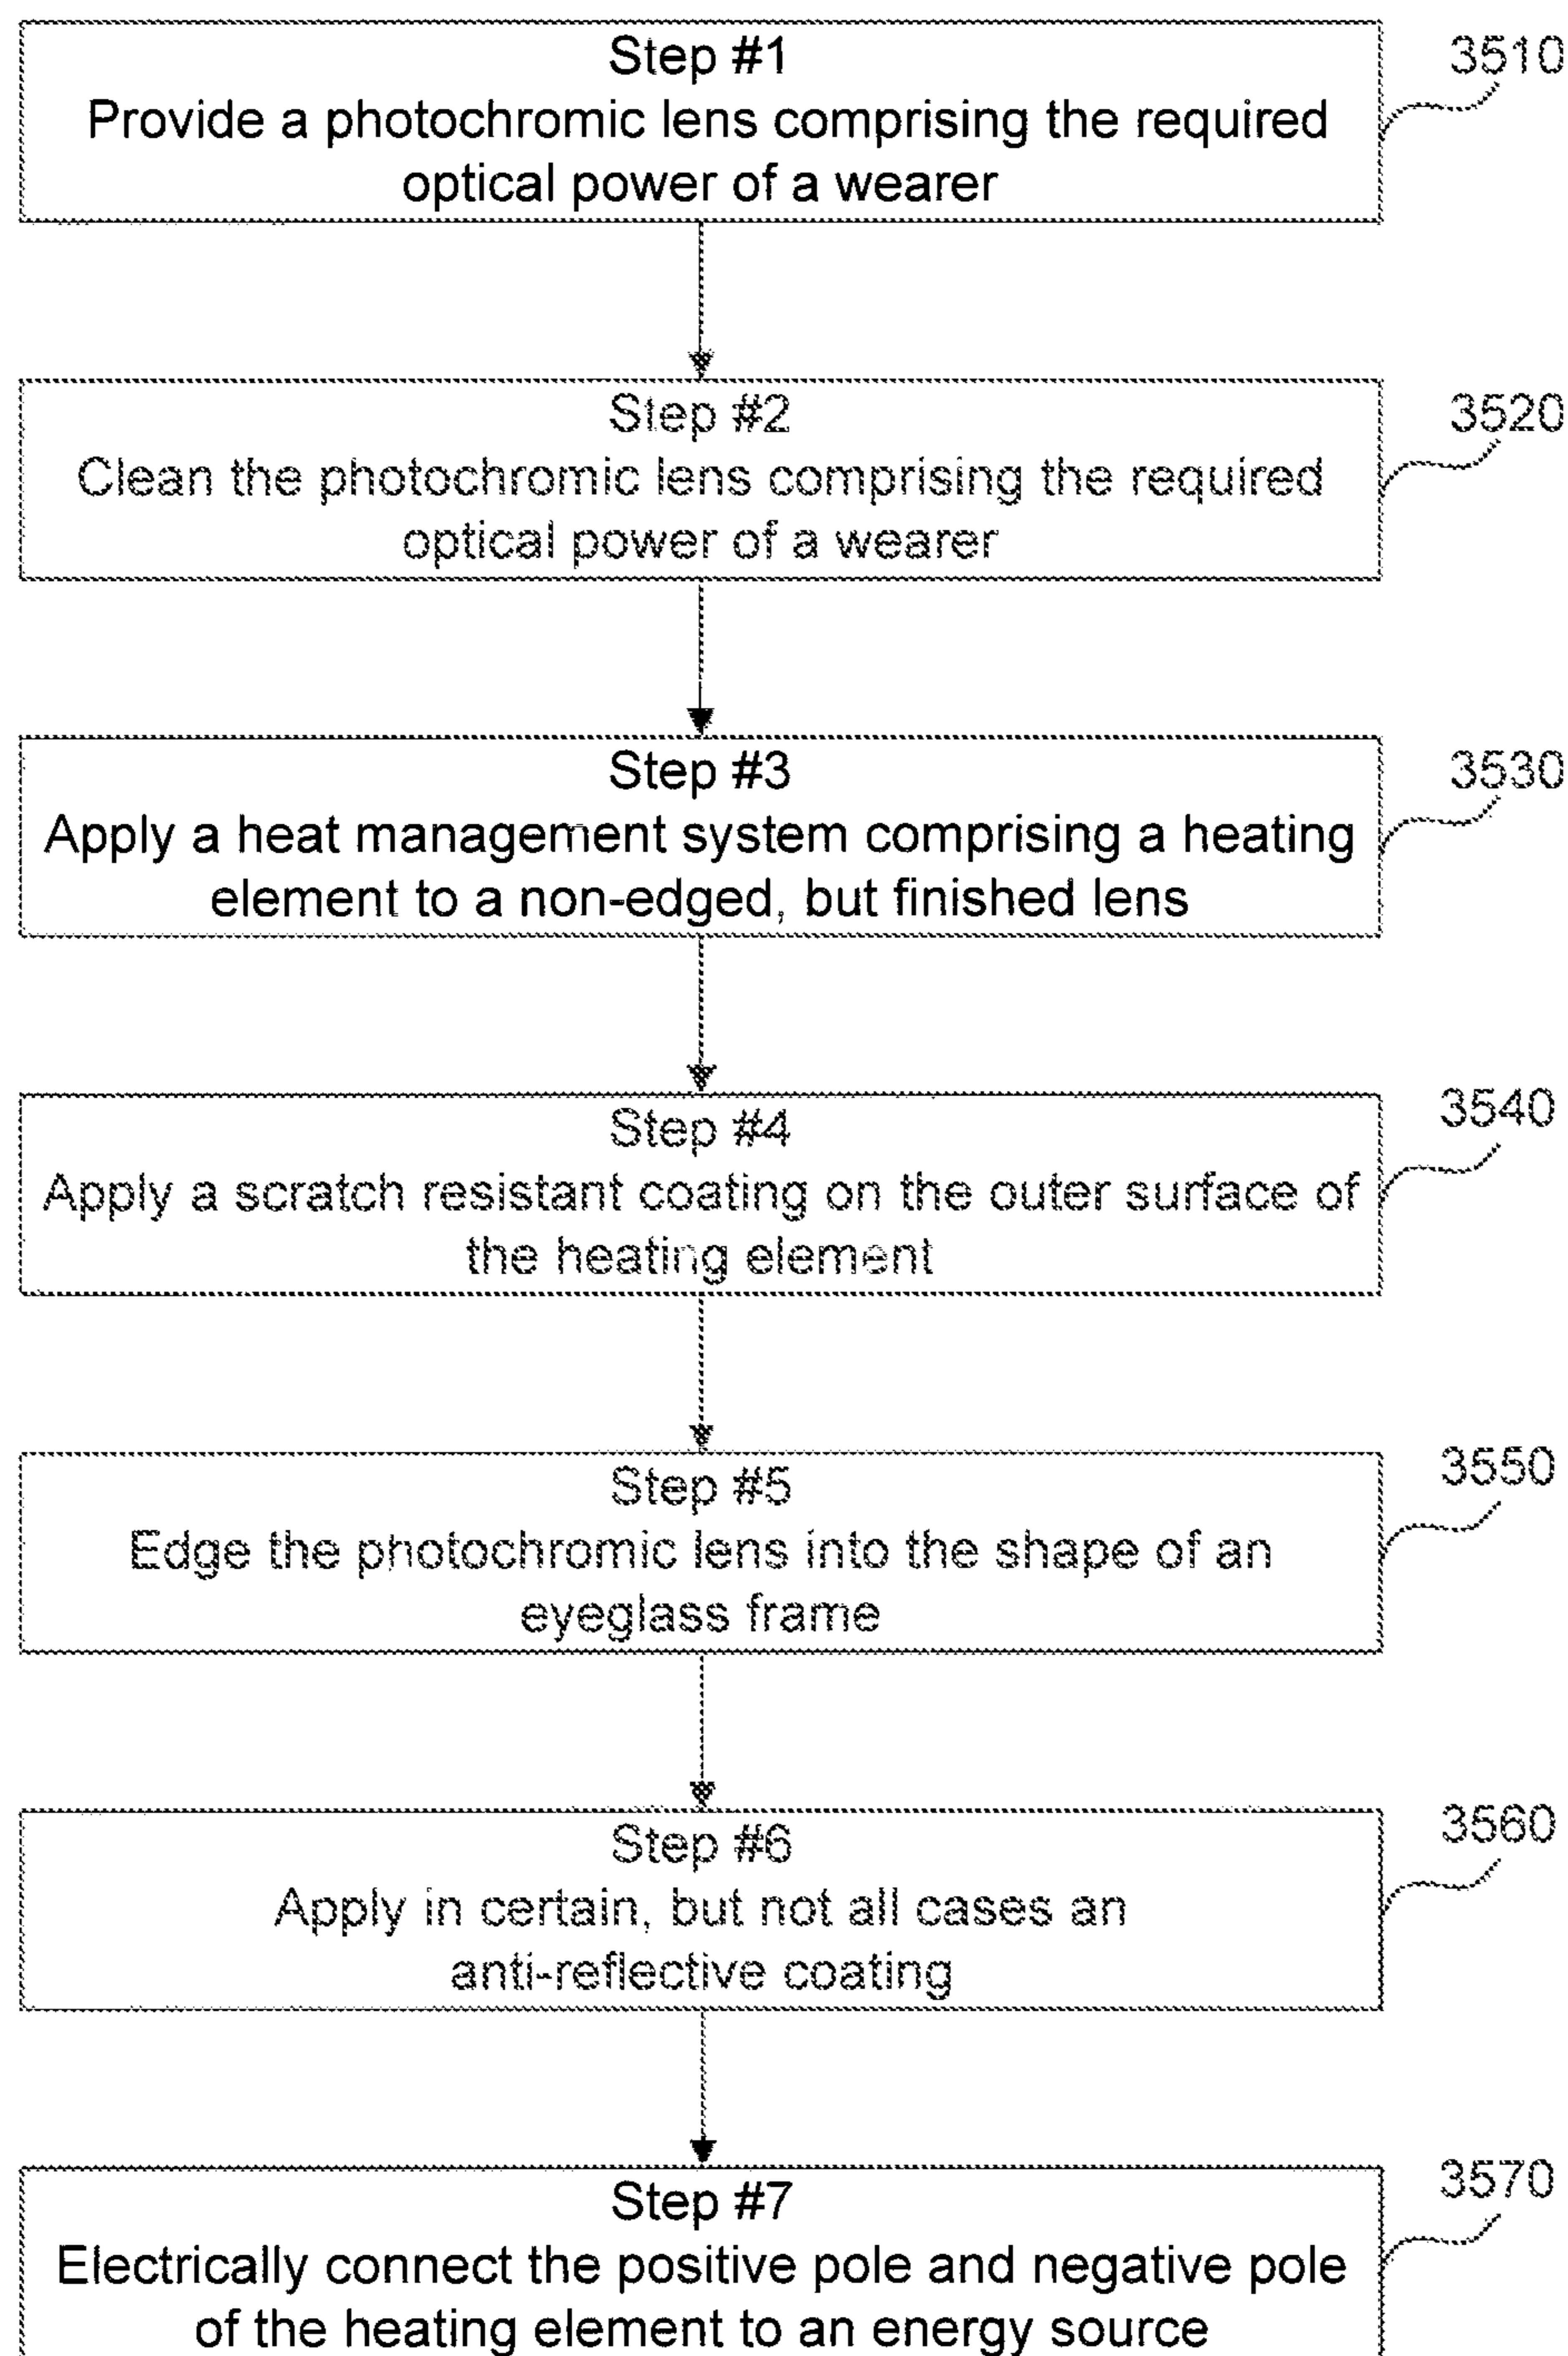 Step #1
Provide a photochromic lens comprising the required
optical power of a wearer
3510
Step #2
Clean the photochromic lens comprising the required
optical power of a wearer
3520
Step #3
Apply a heat management system comprising a heating
element to a non-edged, but finished lens
3530
Step #4
Apply a scratch resistant coating on the outer surface of
the heating element
3540
Step #5
Edge the photochromic lens into the shape of an
eyeglass frame
3550
Step #6
Apply in certain, but not all cases an
anti-reflective coating
3560
Step #7
Electrically connect the positive pole and negative pole
of the heating element to an energy source
3570